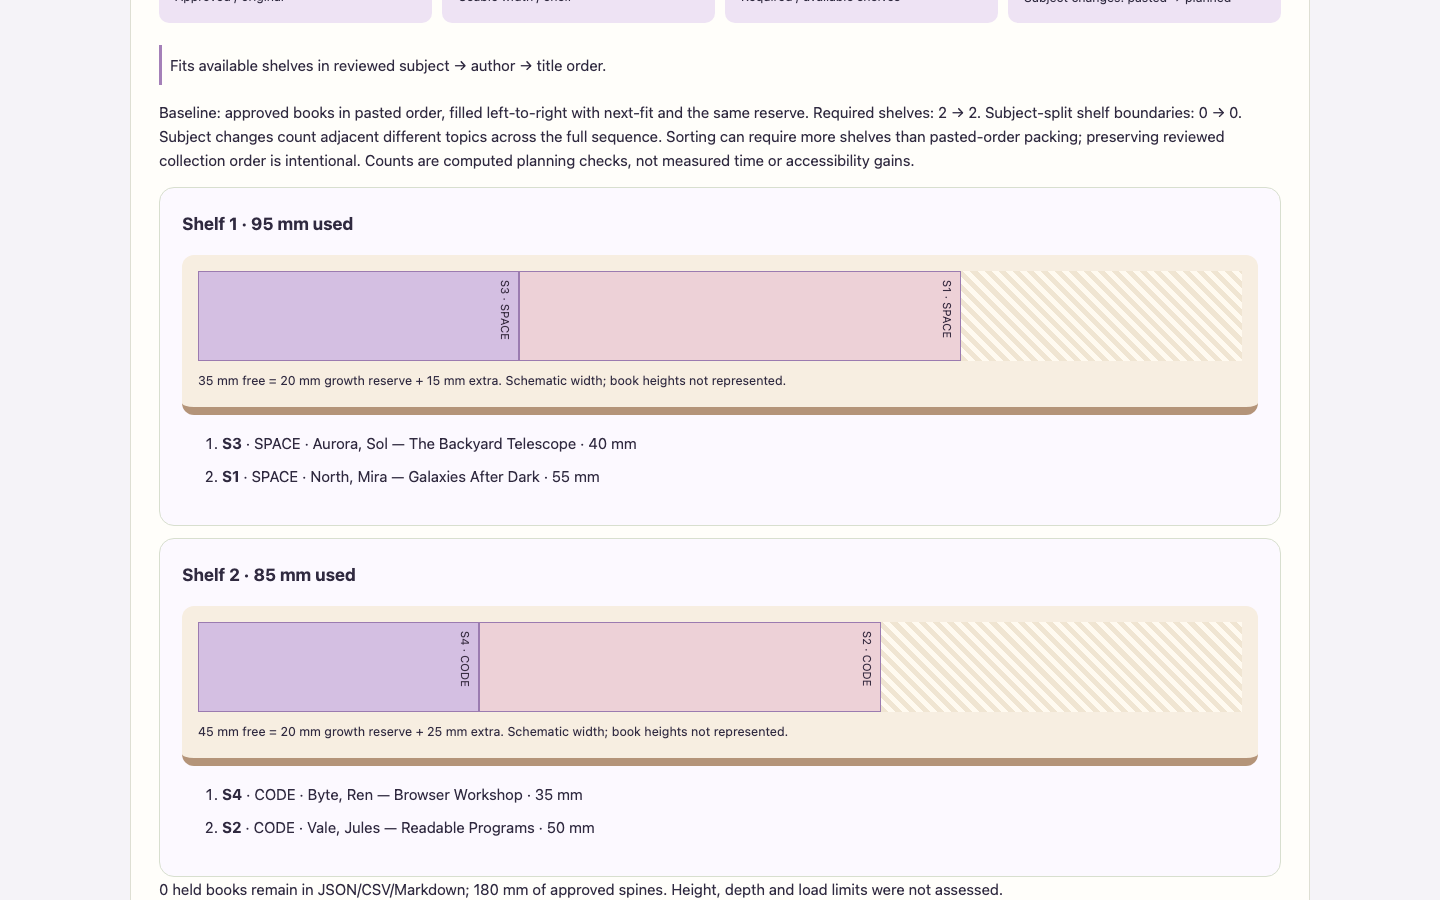 Fits available shelves in reviewed subject → author → title order.
Baseline: approved books in pasted order, filled left-to-right with next-fit and the same reserve. Required shelves: 2 → 2. Subject-split shelf boundaries: 0 → 0.
Subject changes count adjacent different topics across the full sequence. Sorting can require more shelves than pasted-order packing; preserving reviewed
collection order is intentional. Counts are computed planning checks, not measured time or accessibility gains.
Shelf 1 · 95 mm used
S3 · SPACE
S1 · SPACE
35 mm free = 20 mm growth reserve + 15 mm extra. Schematic width; book heights not represented.
1. S3 · SPACE · Aurora, Sol — The Backyard Telescope · 40 mm
2. S1 · SPACE · North, Mira — Galaxies After Dark · 55 mm
Shelf 2 · 85 mm used
S4 · CODE
S2 · CODE
45 mm free = 20 mm growth reserve + 25 mm extra. Schematic width; book heights not represented.
1. S4 · CODE · Byte, Ren — Browser Workshop · 35 mm
2. S2 · CODE · Vale, Jules — Readable Programs · 50 mm
0 held books remain in JSON/CSV/Markdown; 180 mm of approved spines. Height, depth and load limits were not assessed.